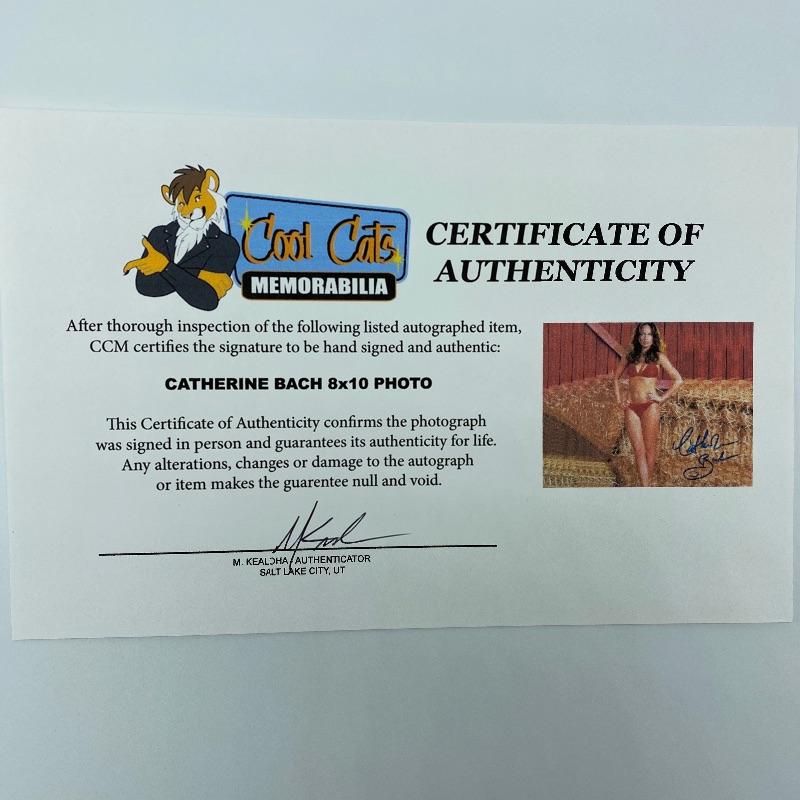 Cool Cats
MEMORABILIA
CERTIFICATE OF
AUTHENTICITY
After thorough inspection of the following listed autographed item,
CCM certifies the signature to be hand signed and authentic:
CATHERINE BACH 8x10 PHOTO
This Certificate of Authenticity confirms the photograph
was signed in person and guarantees its authenticity for life.
Any alterations, changes or damage to the autograph
or item makes the guarentee null and void.
M. KEALOHA / AUTHENTICATOR
SALT LAKE CITY, UT
Catherine
Bach